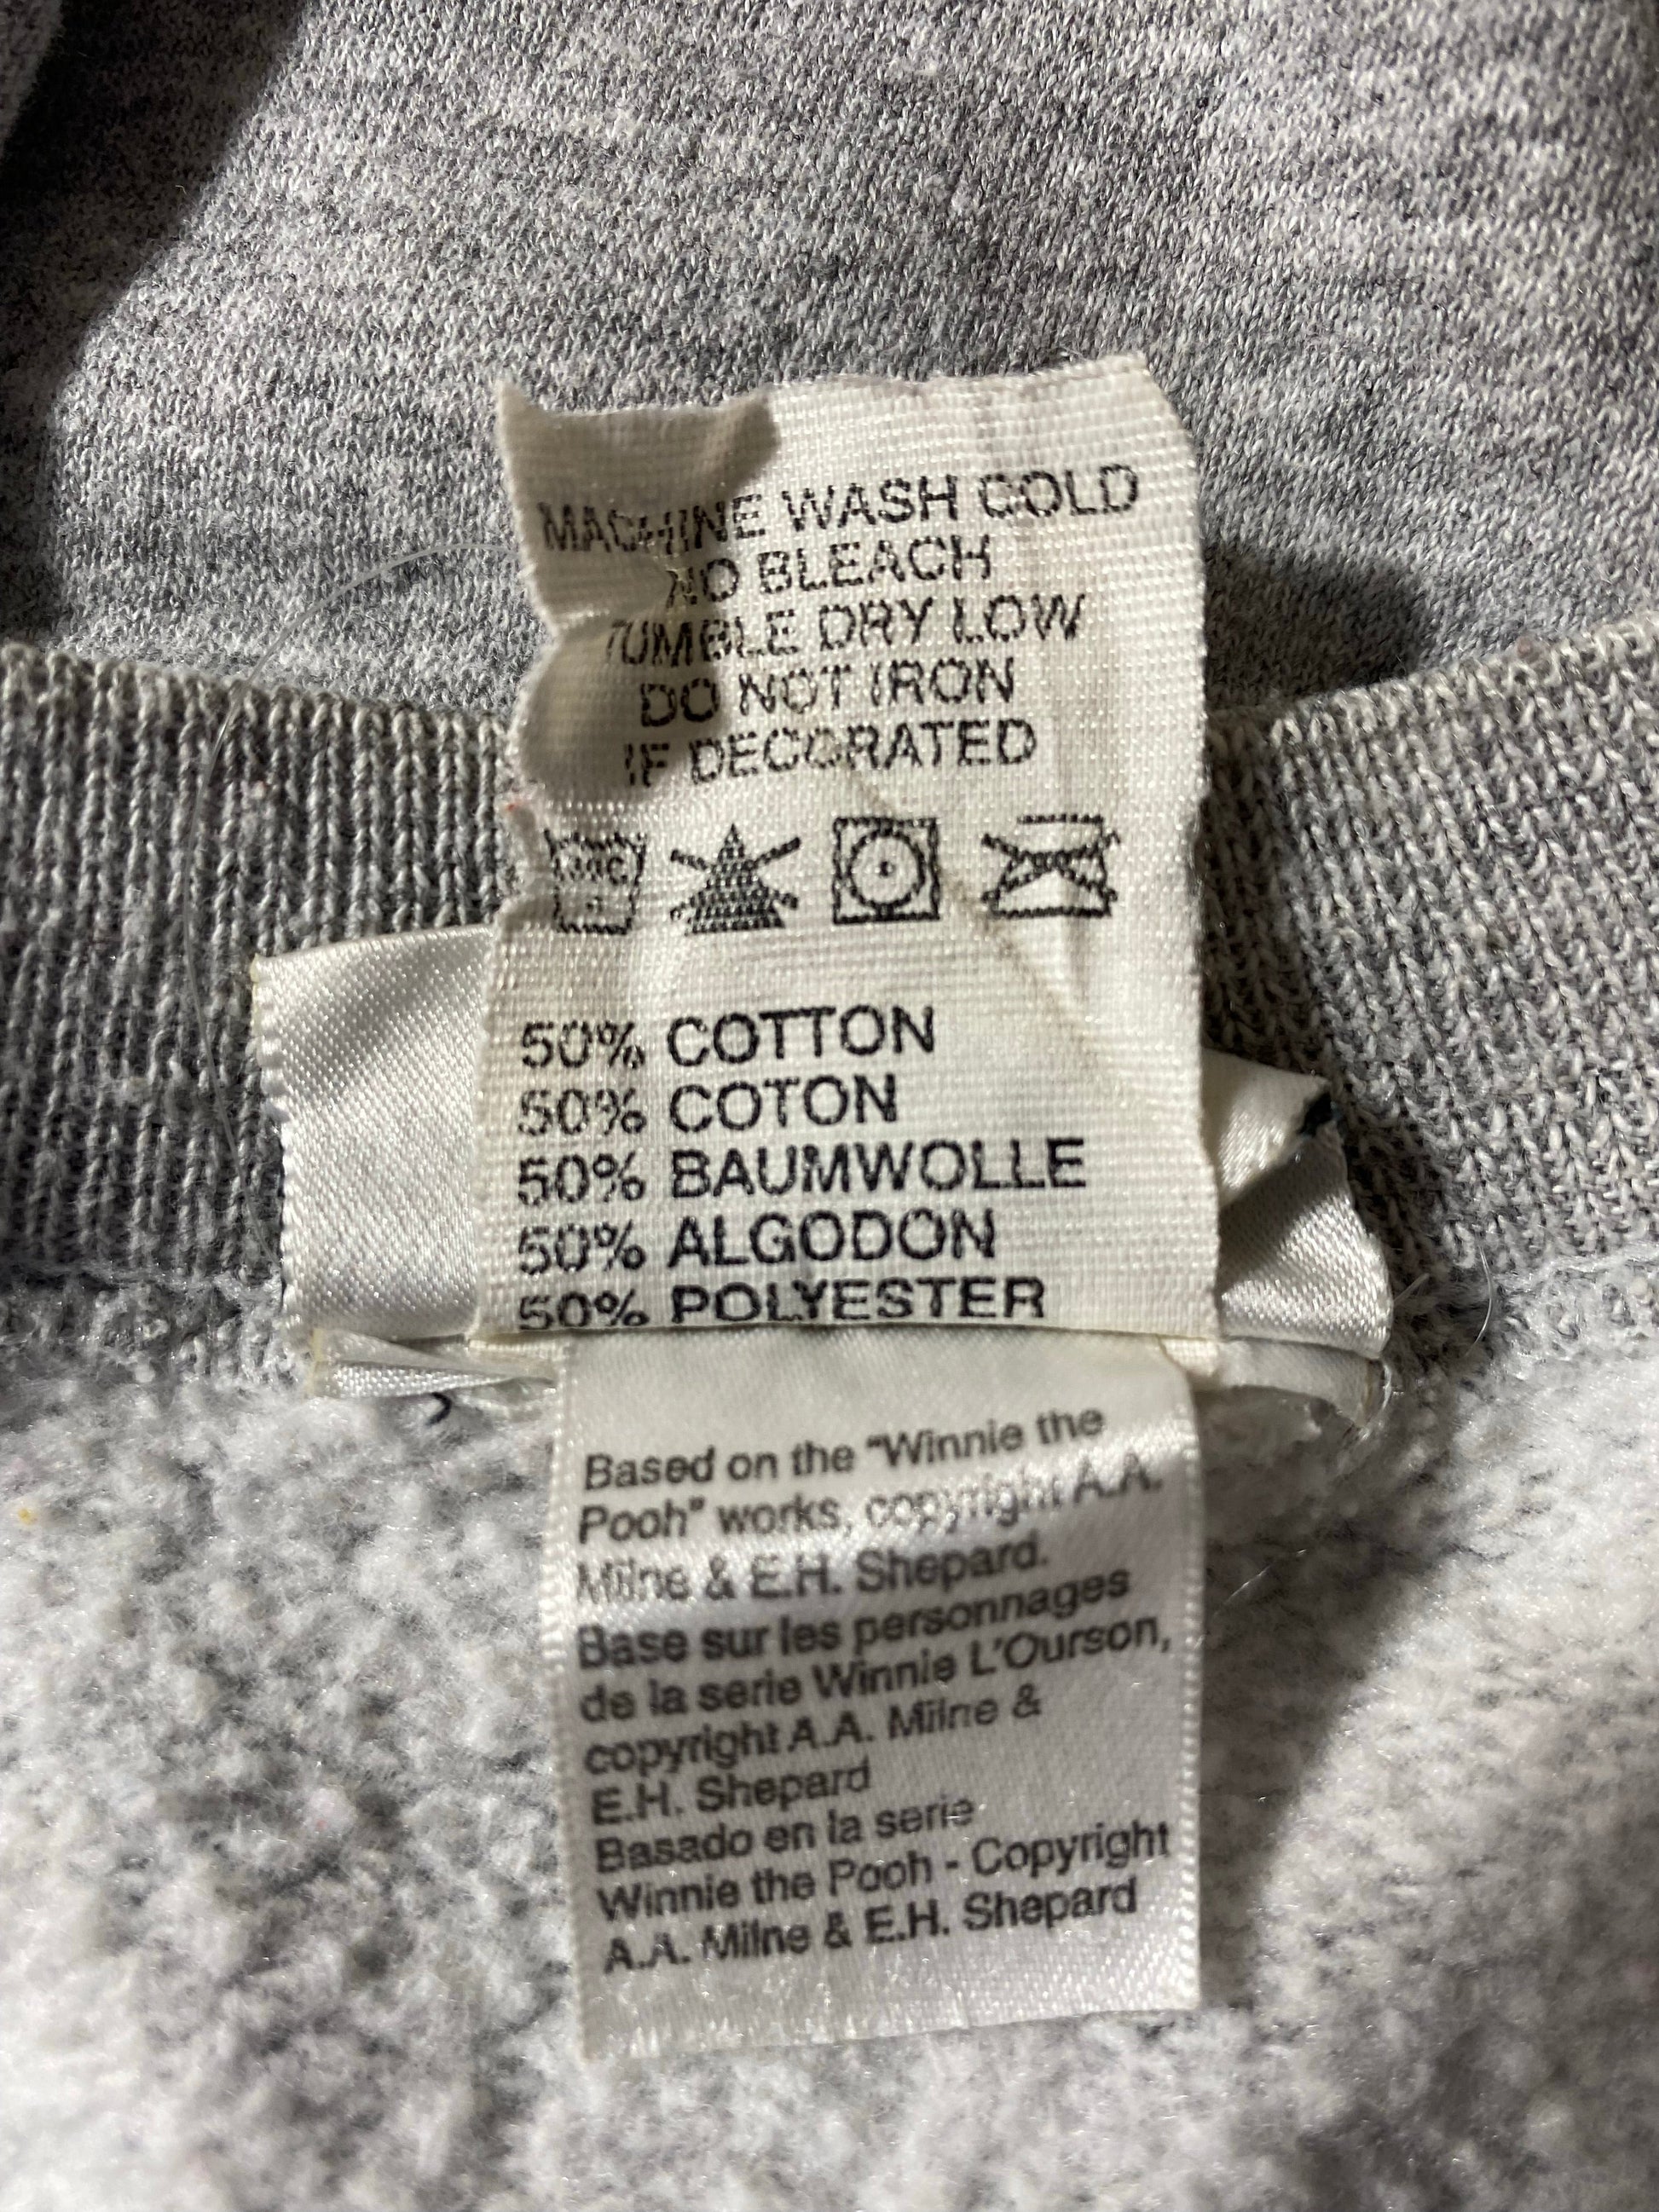 MACHINE WASH COLD
NO BLEACH
TUMBLE DRY LOW
DO NOT IRON
IF DECORATED
50% COTTON
50% COTON
50% BAUMWOLLE
50% ALGODON
50% POLYESTER
Based on the "Winnie the
Pooh" works, copyright A.A.
Milne & E.H. Shepard.
Base sur les personnages
de la serie Winnie L'Ourson,
copyright A.A. Milne &
E.H. Shepard
Basado en la serie
Winnie the Pooh - Copyright
A.A. Milne & E.H. Shepard